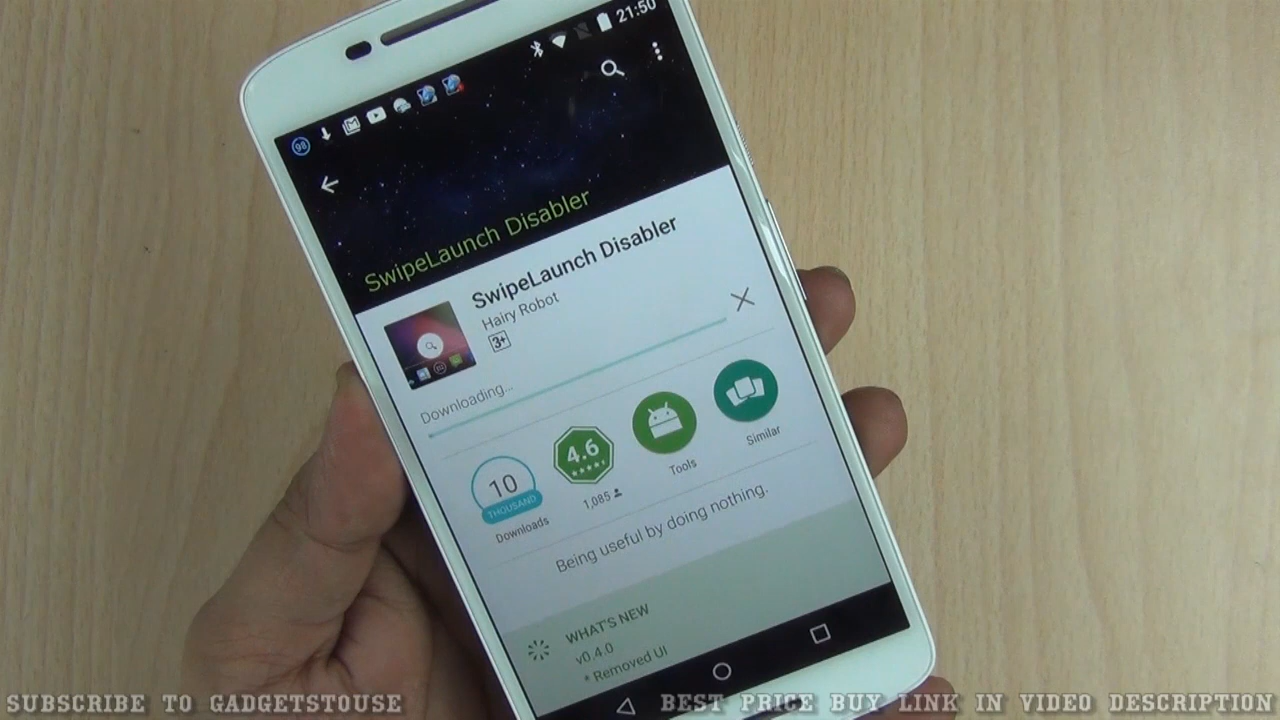 21:50
98
SwipeLaunch Disabler
SwipeLaunch Disabler
Hairy Robot
3+
Downloading...
10
THOUSAND
Downloads
4.6
1,085
Tools
Similar
Being useful by doing nothing.
WHAT'S NEW
v0.4.0
* Removed UI
SUBSCRIBE TO GADGETSTOUSE
BEST PRICE BUY LINK IN VIDEO DESCRIPTION